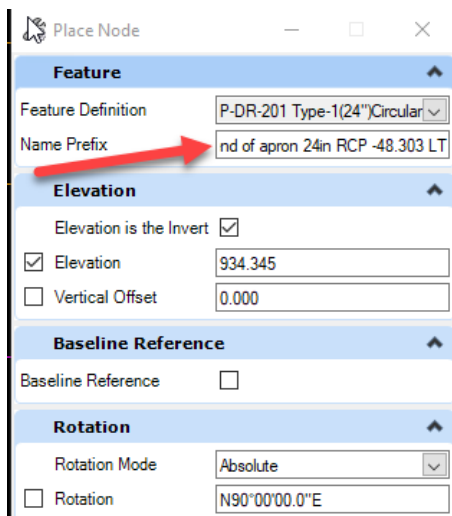 Place Node
Feature
Feature Definition P-DR-201 Type-1(24")Circular
Name Prefix nd of apron 24in RCP -48.303 LT
Elevation
Elevation is the Invert
Elevation 934.345
Vertical Offset 0.000
Baseline Reference
Baseline Reference
Rotation
Rotation Mode Absolute
Rotation N90°00'00.0"E